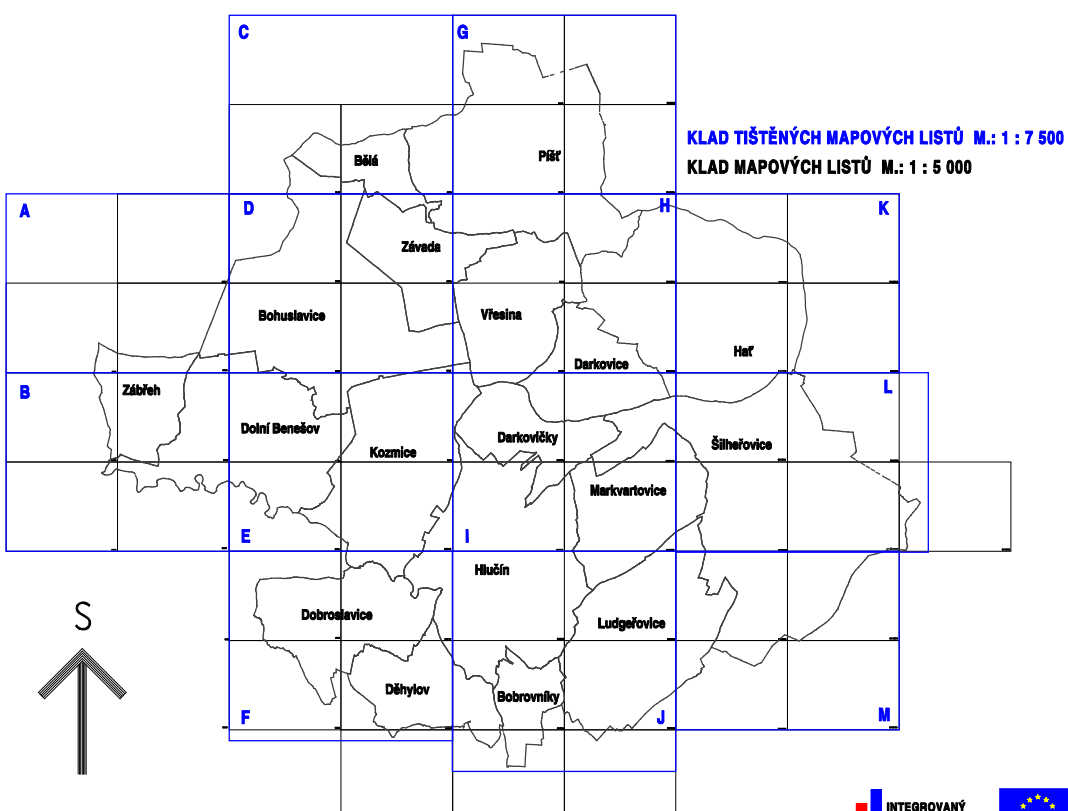 C
G
KLAD TIŠTĚNÝCH MAPOVÝCH LISTŮ M.: 1 : 7 500
Píšť
Bělá
KLAD MAPOVÝCH LISTŮ M.: 1 : 5 000
A
D
H
K
Závada
Bohuslavice
Vřesina
Hať
Darkovice
Zábřeh
B
L
Dolní Benešov
Darkovičky
Šilheřovice
Kozmice
Markvartovice
E
I
Hlučín
S
Dobroslavice
Ludgeřovice
Děhylov
Bobrovníky
F
J
M
INTEGROVANÝ